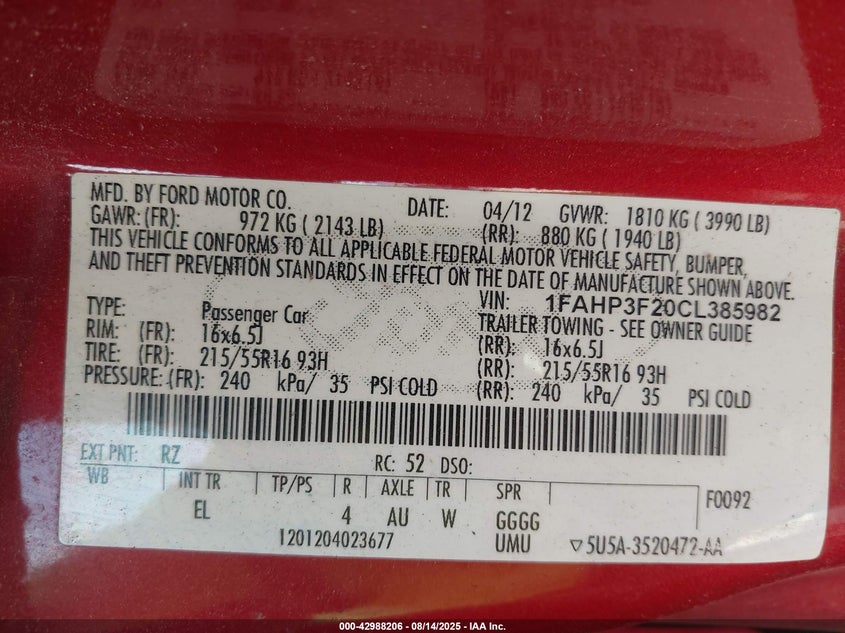 MFD. BY FORD MOTOR CO. DATE: 04/12 GVWR: 1810 KG ( 3990 LB)
GAWR: (FR): 972 KG ( 2143 LB) (RR): 880 KG ( 1940 LB)
THIS VEHICLE CONFORMS TO ALL APPLICABLE FEDERAL MOTOR VEHICLE SAFETY, BUMPER,
AND THEFT PREVENTION STANDARDS IN EFFECT ON THE DATE OF MANUFACTURE SHOWN ABOVE.
VIN: 1FAHP3F20CL385982
TYPE: Passenger Car TRAILER TOWING - SEE OWNER GUIDE
RIM: (FR): 16x6.5J (RR): 16x6.5J
TIRE: (FR): 215/55R16 93H (RR): 215/55R16 93H
PRESSURE: (FR): 240 kPa/ 35 PSI COLD (RR): 240 kPa/ 35 PSI COLD
EXT PNT: RZ RC: 52 DSO:
WB INT TR TP/PS R AXLE TR SPR F0092
EL 4 AU W GGGG
1201204023677 UMU ▽5U5A-3520472-AA
000-42988206 - 08/14/2025 - IAA Inc.